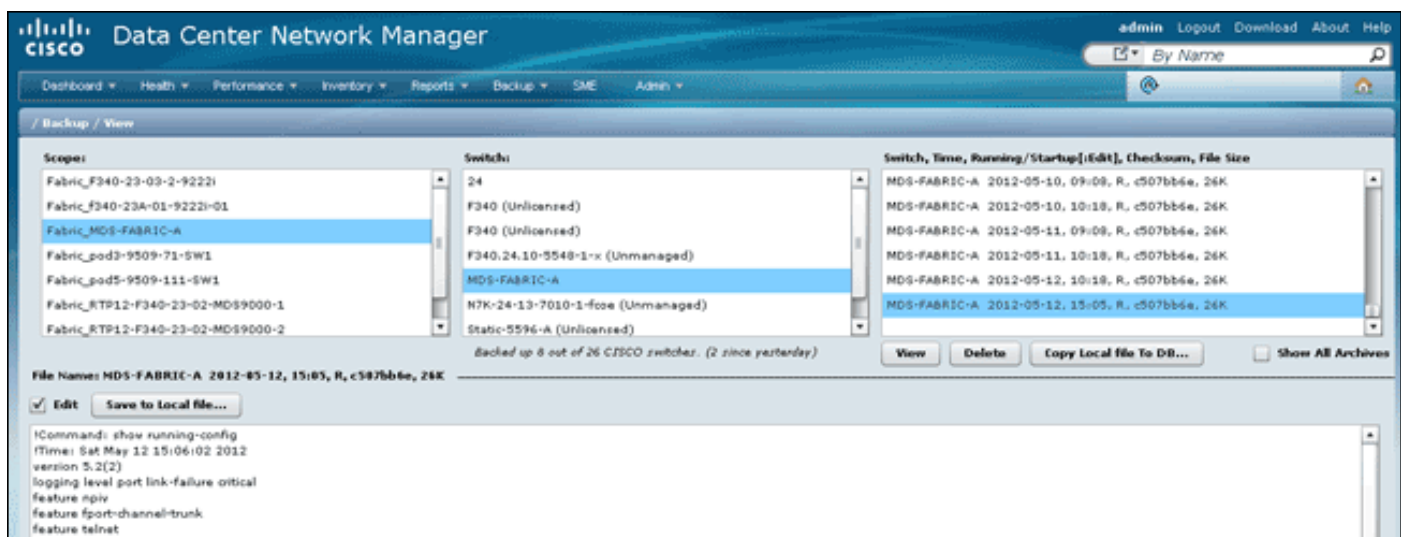 cisco Data Center Network Manager
admin Logout Download About Help
By Name
Dashboard Health Performance Inventory Reports Backup SME Admin
/ Backup / View
Scope:
Fabric_F340-23-03-2-9222i
Fabric_f340-23A-01-9222i-01
Fabric_MDS-FABRIC-A
Fabric_pod3-9509-71-SW1
Fabric_pod5-9509-111-SW1
Fabric_RTP12-F340-23-02-MDS9000-1
Fabric_RTP12-F340-23-02-MDS9000-2
Switch:
24
F340 (Unlicensed)
F340 (Unlicensed)
F340.24.10-5548-1-x (Unmanaged)
MDS-FABRIC-A
N7K-24-13-7010-1-fcoe (Unmanaged)
Static-5596-A (Unlicensed)
Backed up 8 out of 26 CISCO switches. (2 since yesterday)
Switch, Time, Running/Startup[:Edit], Checksum, File Size
MDS-FABRIC-A 2012-05-10, 09:08, R, c507bb6e, 26K
MDS-FABRIC-A 2012-05-10, 10:18, R, c507bb6e, 26K
MDS-FABRIC-A 2012-05-11, 09:08, R, c507bb6e, 26K
MDS-FABRIC-A 2012-05-11, 10:18, R, c507bb6e, 26K
MDS-FABRIC-A 2012-05-12, 10:18, R, c507bb6e, 26K
MDS-FABRIC-A 2012-05-12, 15:05, R, c507bb6e, 26K
View Delete Copy Local file To DB... Show All Archives
File Name: MDS-FABRIC-A 2012-05-12, 15:05, R, c507bb6e, 26K
Edit Save to Local file...
!Command: show running-config
!Time: Sat May 12 15:06:02 2012
version 5.2(2)
logging level port link-failure critical
feature npiv
feature fport-channel-trunk
feature telnet